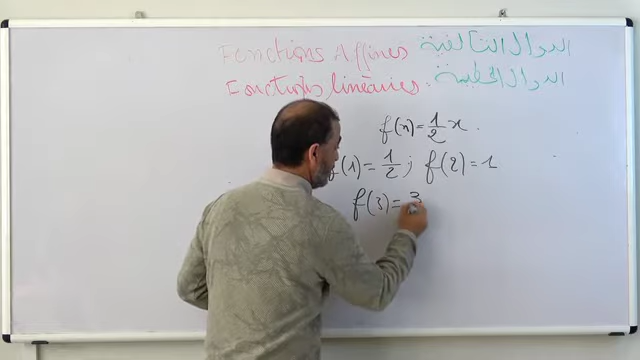 Fonctions Affines الدوال التآلفية
Fonctions linéaires. الدوال الخطية
f(x)=1/2 x.
f(1)=1/2; f(2)=1
f(3)=3